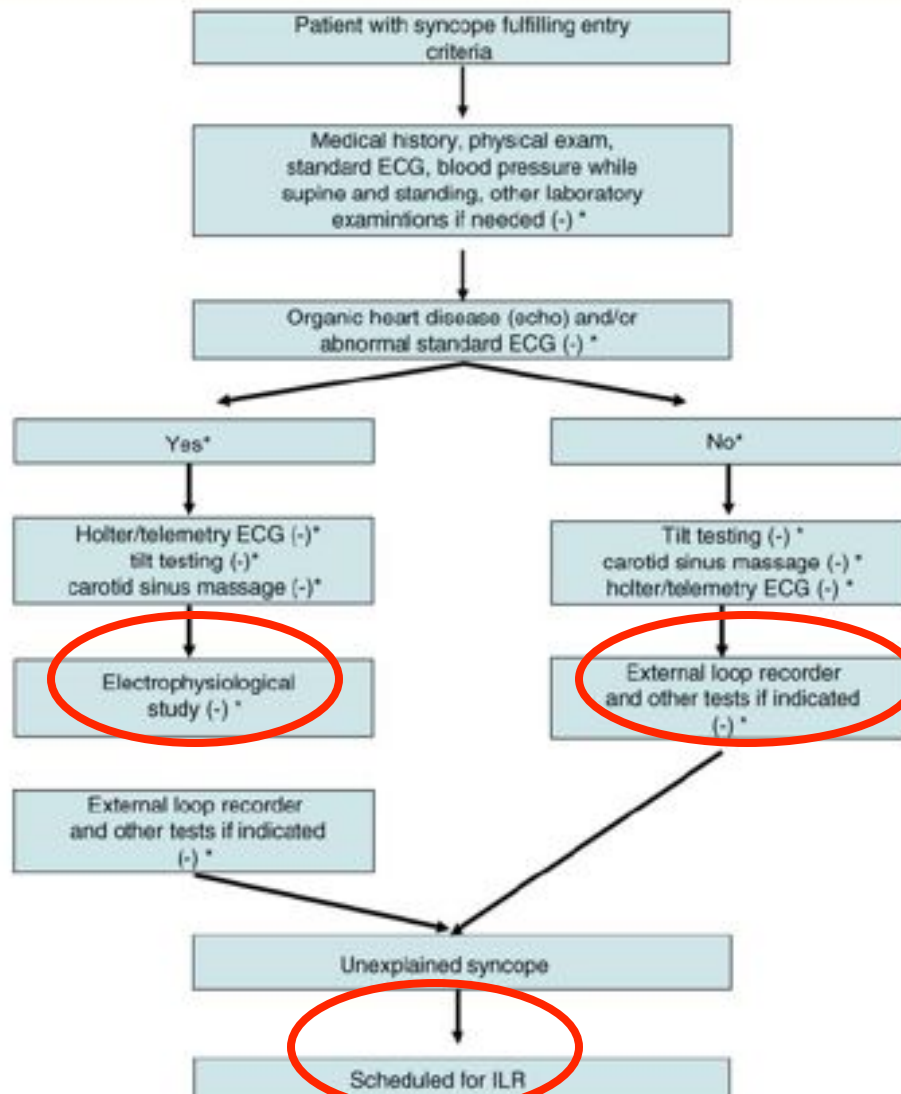 Patient with syncope fulfilling entry
criteria
Medical history, physical exam,
standard ECG, blood pressure while
supine and standing, other laboratory
examintions if needed (-) *
Organic heart disease (echo) and/or
abnormal standard ECG (-) *
Yes*
No*
Holter/telemetry ECG (-)*
tilt testing (-)*
carotid sinus massage (-)*
Tilt testing (-) *
carotid sinus massage (-) *
holter/telemetry ECG (-) *
Electrophysiological
study (-) *
External loop recorder
and other tests if indicated
(-) *
External loop recorder
and other tests if indicated
(-) *
Unexplained syncope
Scheduled for ILR